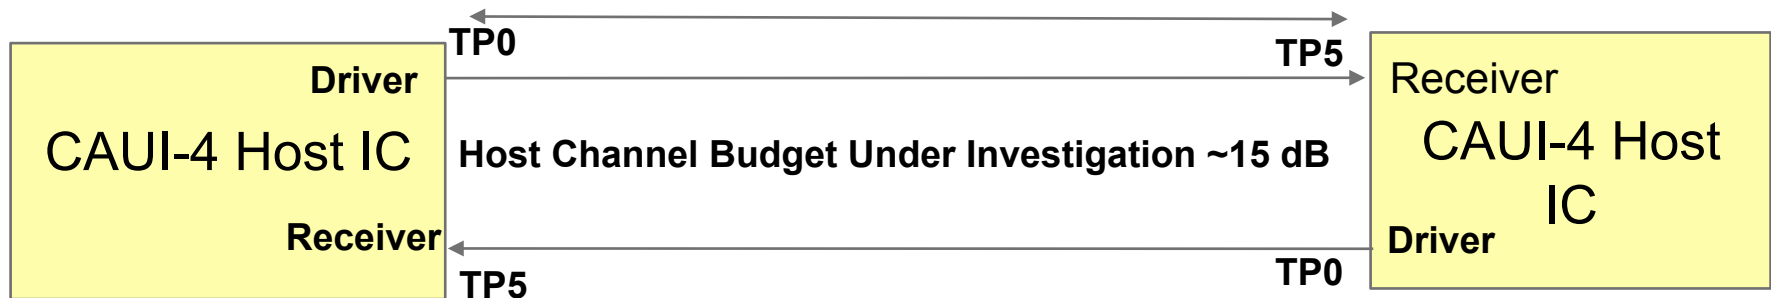 TP0
TP5
Driver
Receiver
CAUI-4 Host IC
Host Channel Budget Under Investigation ~15 dB
CAUI-4 Host
IC
Receiver
Driver
TP5
TP0